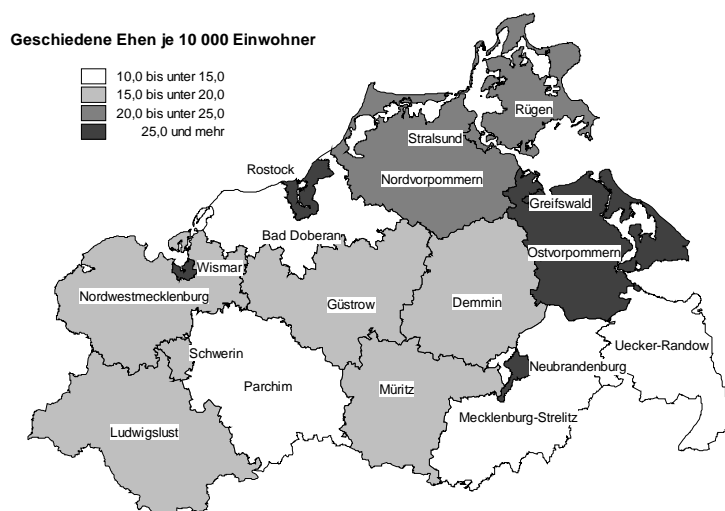 Geschiedene Ehen je 10 000 Einwohner
10,0 bis unter 15,0
15,0 bis unter 20,0
20,0 bis unter 25,0
25,0 und mehr
Rügen
Stralsund
Rostock
Nordvorpommern
Greifswald
Bad Doberan
Ostvorpommern
Wismar
Nordwestmecklenburg
Güstrow
Demmin
Uecker-Randow
Schwerin
Neubrandenburg
Parchim
Müritz
Mecklenburg-Strelitz
Ludwigslust